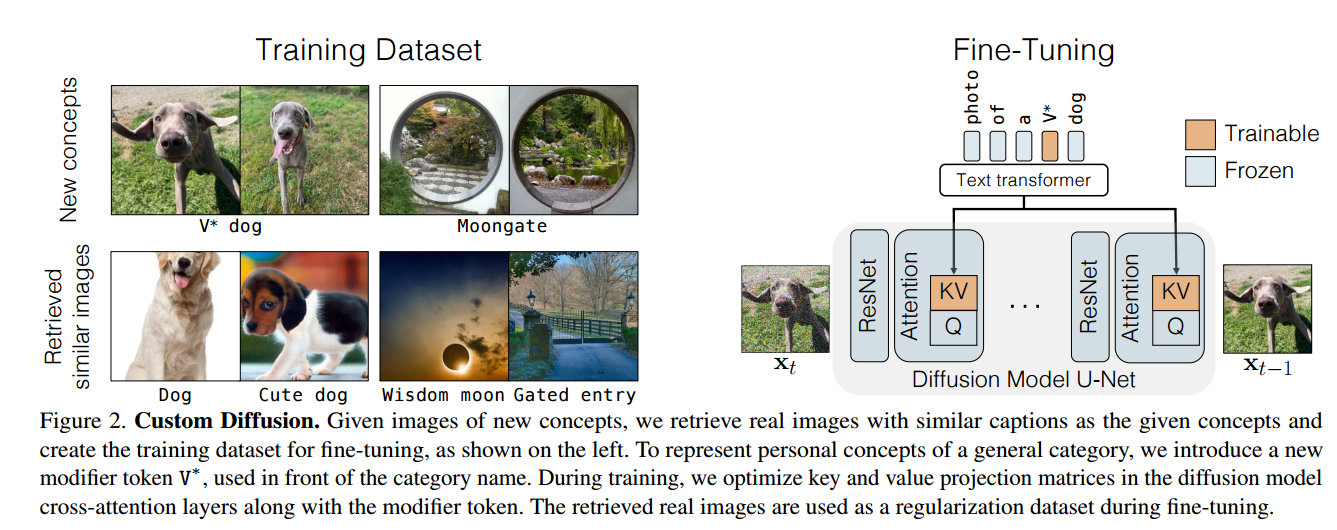 Training Dataset
New concepts
V* dog
Moongate
Retrieved
similar images
Dog
Cute dog
Wisdom moon
Gated entry
Fine-Tuning
photo
of
a
V*
dog
Trainable
Frozen
Text transformer
ResNet
Attention
KV
Q
...
ResNet
Attention
KV
Q
xₜ
xₜ₋₁
Diffusion Model U-Net
Figure 2. Custom Diffusion. Given images of new concepts, we retrieve real images with similar captions as the given concepts and
create the training dataset for fine-tuning, as shown on the left. To represent personal concepts of a general category, we introduce a new
modifier token V*, used in front of the category name. During training, we optimize key and value projection matrices in the diffusion model
cross-attention layers along with the modifier token. The retrieved real images are used as a regularization dataset during fine-tuning.